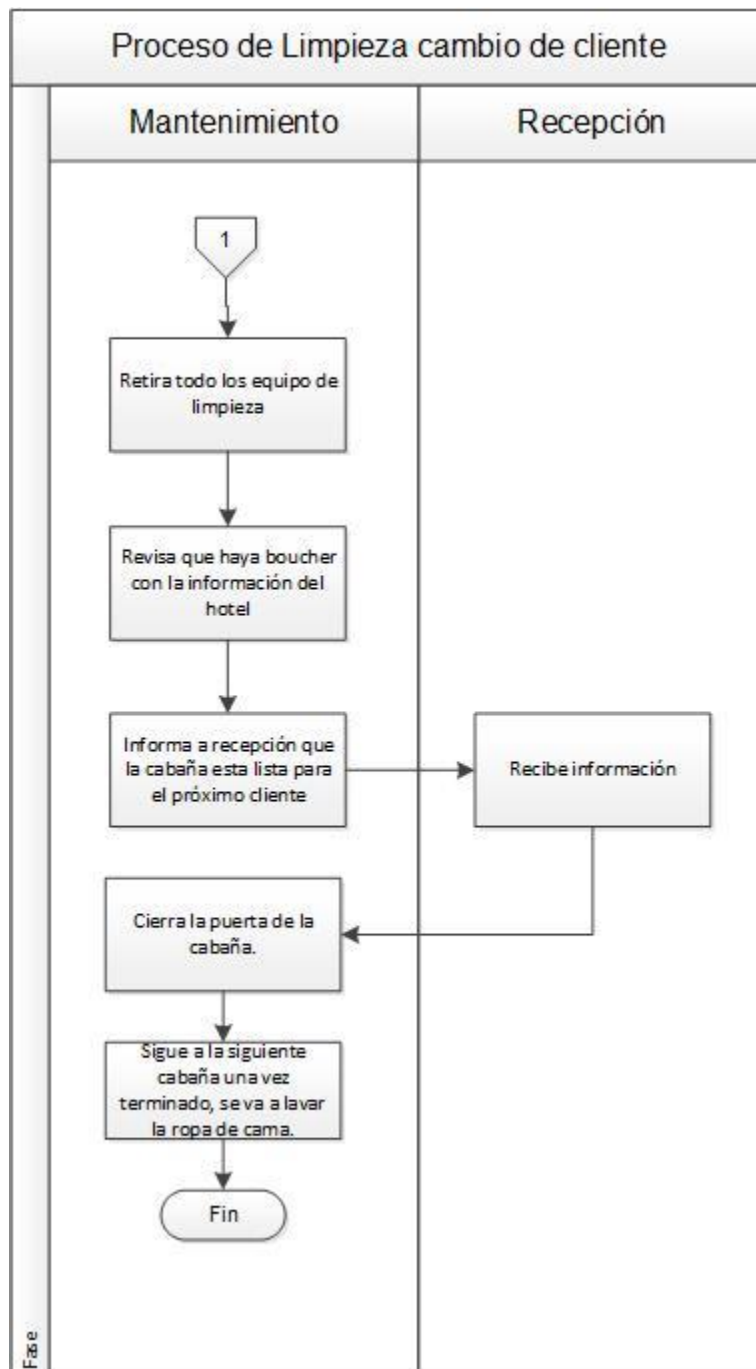 Proceso de Limpieza cambio de cliente
Mantenimiento
Recepción
1
Retira todo los equipo de
limpieza
Revisa que haya boucher
con la información del
hotel
Informa a recepción que
la cabaña esta lista para
el próximo cliente
Recibe información
Cierra la puerta de la
cabaña.
Sigue a la siguiente
cabaña una vez
terminado, se va a lavar
la ropa de cama.
Fin
Fase